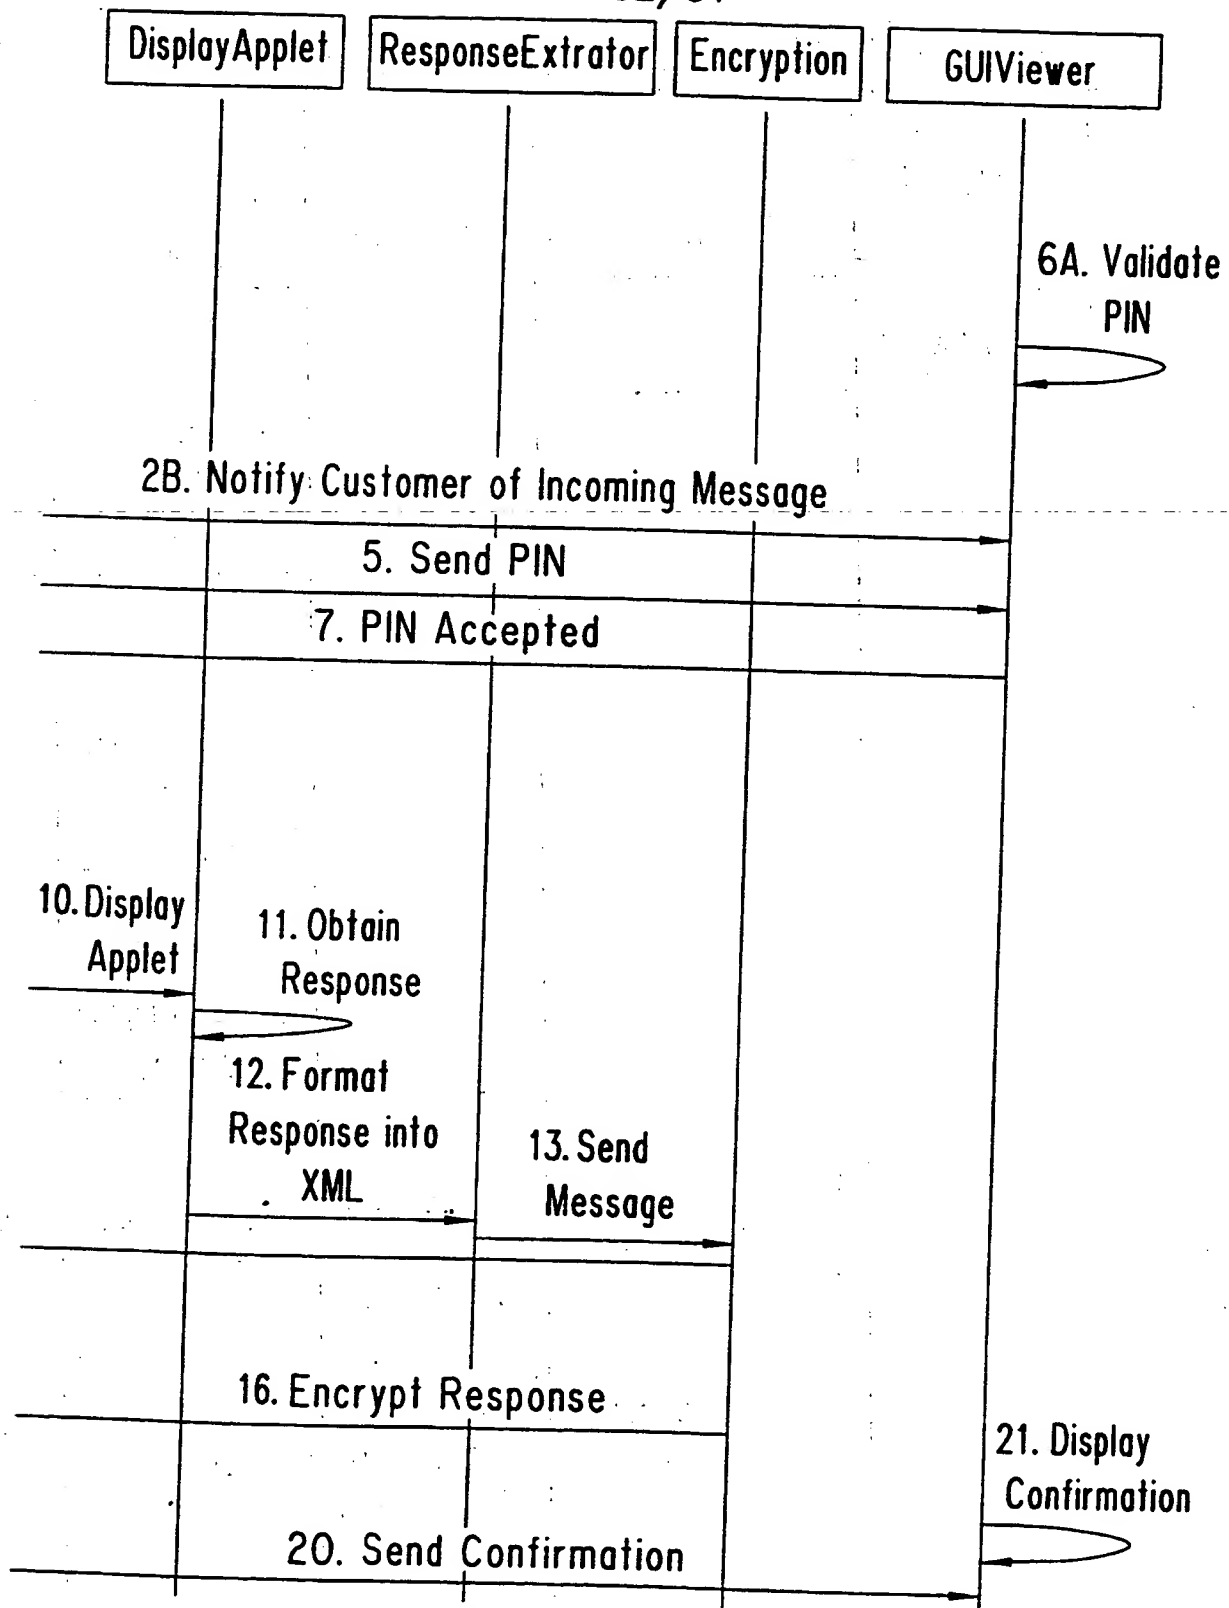 DisplayApplet
ResponseExtrator
Encryption
GUIViewer
6A. Validate
PIN
2B. Notify Customer of Incoming Message
5. Send PIN
7. PIN Accepted
10. Display
Applet
11. Obtain
Response
12. Format
Response into
XML
13. Send
Message
16. Encrypt Response
21. Display
Confirmation
20. Send Confirmation